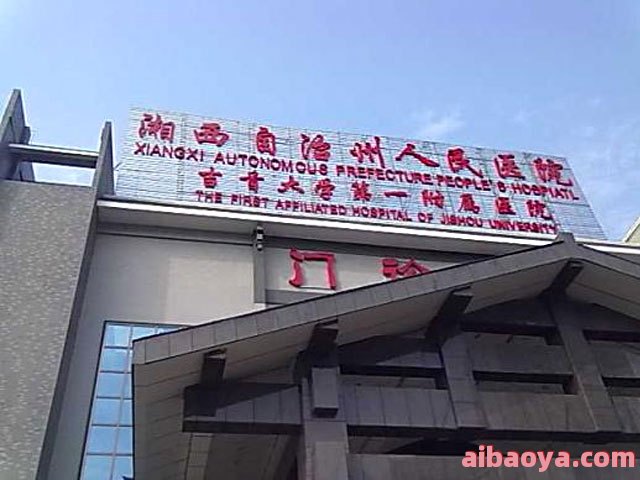 湘西自治州人民医院
XIANGXI AUTONOMOUS PREFECTURE PEOPLE'S HOSPIATIL
吉首大学第一附属医院
THE FIRST AFFILIATED HOSPITAL OF JISHOU UNIVERSITY
门诊
aibaoya.com